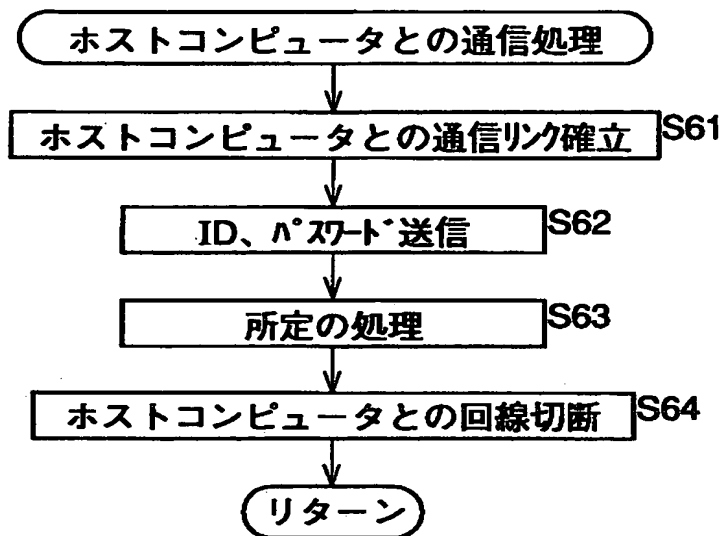 ホストコンピュータとの通信処理
ホストコンピュータとの通信リンク確立 S61
ID、パスワード送信 S62
所定の処理 S63
ホストコンピュータとの回線切断 S64
リターン